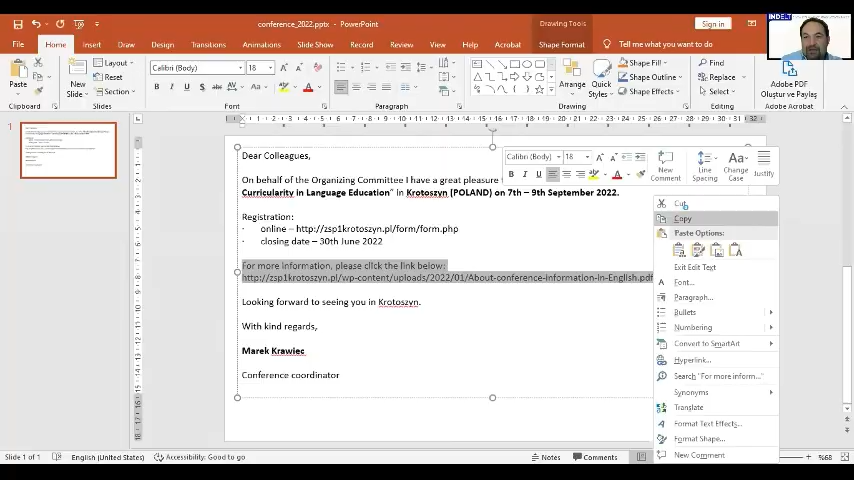 conference_2022.pptx - PowerPoint
Drawing Tools
Sign in
INDELT
File
Home
Insert
Draw
Design
Transitions
Animations
Slide Show
Record
Review
View
Help
Acrobat
Shape Format
Tell me what you want to do
Paste
Clipboard
New
Slide
Layout
Reset
Section
Slides
Calibri (Body)
18
Font
Paragraph
Arrange
Quick
Styles
Shape Fill
Shape Outline
Shape Effects
Drawing
Find
Replace
Select
Editing
Adobe PDF
Oluştur ve Paylaş
Adobe Acrobat
1
Dear Colleagues,
On behalf of the Organizing Committee I have a great pleasure
Curricularity in Language Education" in Krotoszyn (POLAND) on 7th – 9th September 2022.
Registration:
· online – http://zsp1krotoszyn.pl/form/form.php
· closing date – 30th June 2022
For more information, please click the link below:
http://zsp1krotoszyn.pl/wp-content/uploads/2022/01/About-conference-information-in-English.pdf
Looking forward to seeing you in Krotoszyn.
With kind regards,
Marek Krawiec
Conference coordinator
Calibri (Body)
18
New
Comment
Line
Spacing
Change
Case
Justify
Cut
Copy
Paste Options:
Exit Edit Text
Font...
Paragraph...
Bullets
Numbering
Convert to SmartArt
Hyperlink...
Search "For more inform..."
Synonyms
Translate
Format Text Effects...
Format Shape...
New Comment
Slide 1 of 1
English (United States)
Accessibility: Good to go
Notes
Comments
%68